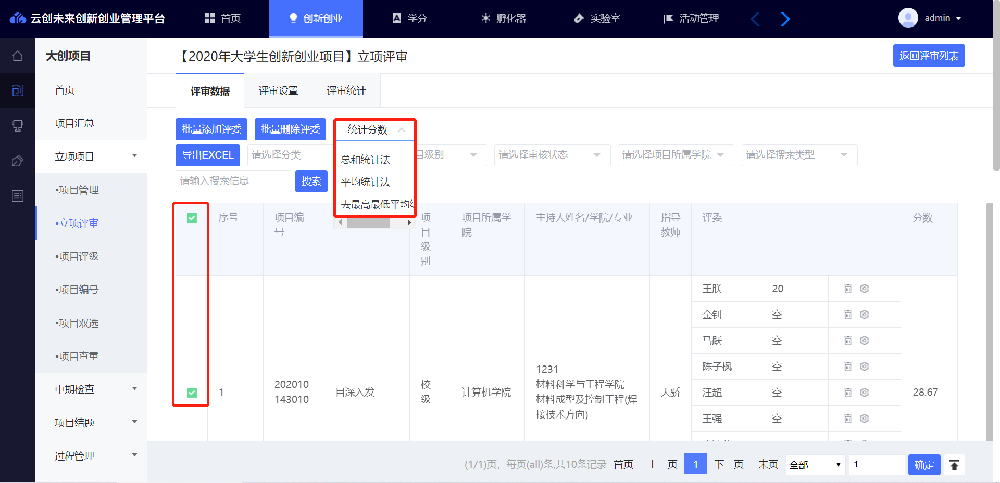 云创未来创新创业管理平台
首页
创新创业
学分
孵化器
实验室
活动管理
admin
大创项目
首页
项目汇总
立项项目
•项目管理
•立项评审
•项目评级
•项目编号
•项目双选
•项目查重
中期检查
项目结题
过程管理
【2020年大学生创新创业项目】立项评审
返回评审列表
评审数据
评审设置
评审统计
批量添加评委
批量删除评委
统计分数
总和统计法
平均统计法
去最高最低平均统
导出EXCEL
请选择分类
目级别
请选择审核状态
请选择项目所属学院
请选择搜索类型
请输入搜索信息
搜索
序号
项目编
号
项
目
级
别
项目所属学
院
主持人姓名/学院/专业
指导
教师
评委
分数
1
202010
143010
目深入发
校
级
计算机学院
1231
材料科学与工程学院
材料成型及控制工程(焊
接技术方向)
天骄
王朕
20
金钊
空
马跃
空
陈子枫
空
汪超
空
王强
空
28.67
(1/1)页，每页(all)条,共10条记录
首页
上一页
1
下一页
末页
全部
1
确定